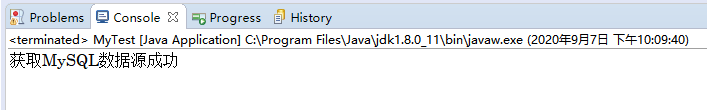 Problems Console Progress History
<terminated> MyTest [Java Application] C:\Program Files\Java\jdk1.8.0_11\bin\javaw.exe (2020年9月7日 下午10:09:40)
获取MySQL数据源成功